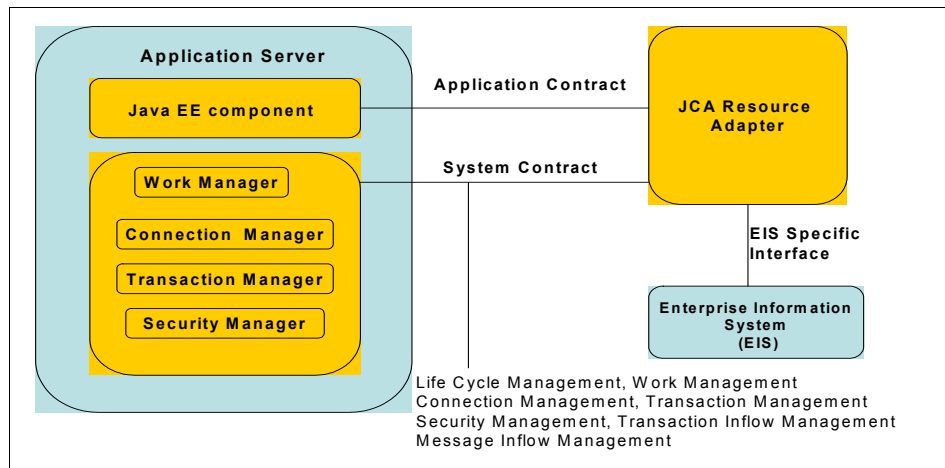 Application Server
Java EE component
Work Manager
Connection Manager
Transaction Manager
Security Manager
Application Contract
System Contract
JCA Resource
Adapter
EIS Specific
Interface
Enterprise Information
System
(EIS)
Life Cycle Management, Work Management
Connection Management, Transaction Management
Security Management, Transaction Inflow Management
Message Inflow Management